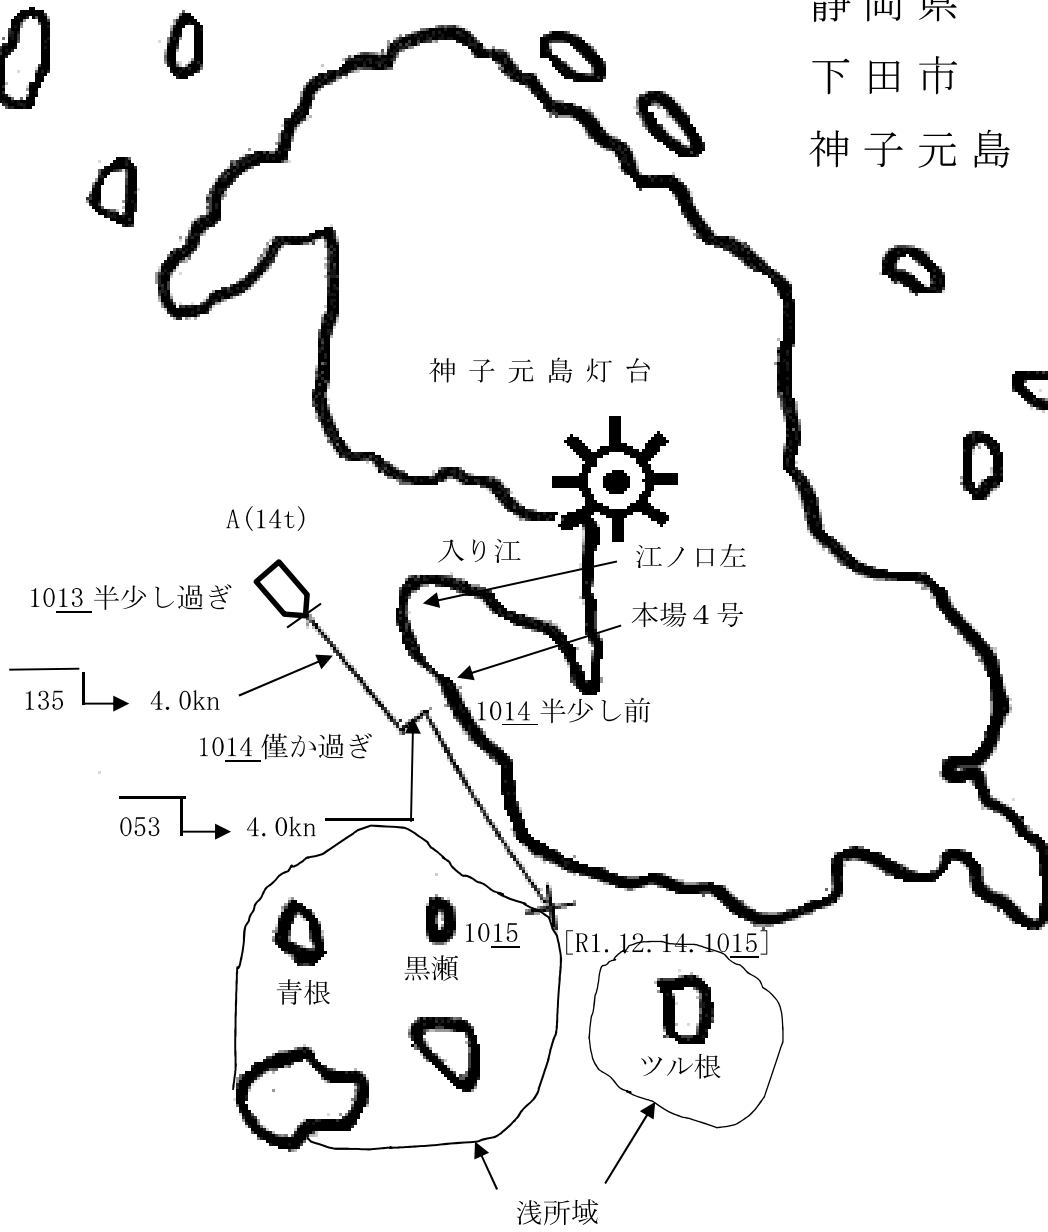 静岡県
下田市
神子元島
神子元島灯台
A(14t)
入り江
江ノ口左
1013半少し過ぎ
本場４号
135
4.0kn
1014半少し前
1014僅か過ぎ
053
4.0kn
1015
[R1.12.14.1015]
黒瀬
青根
ツル根
浅所域